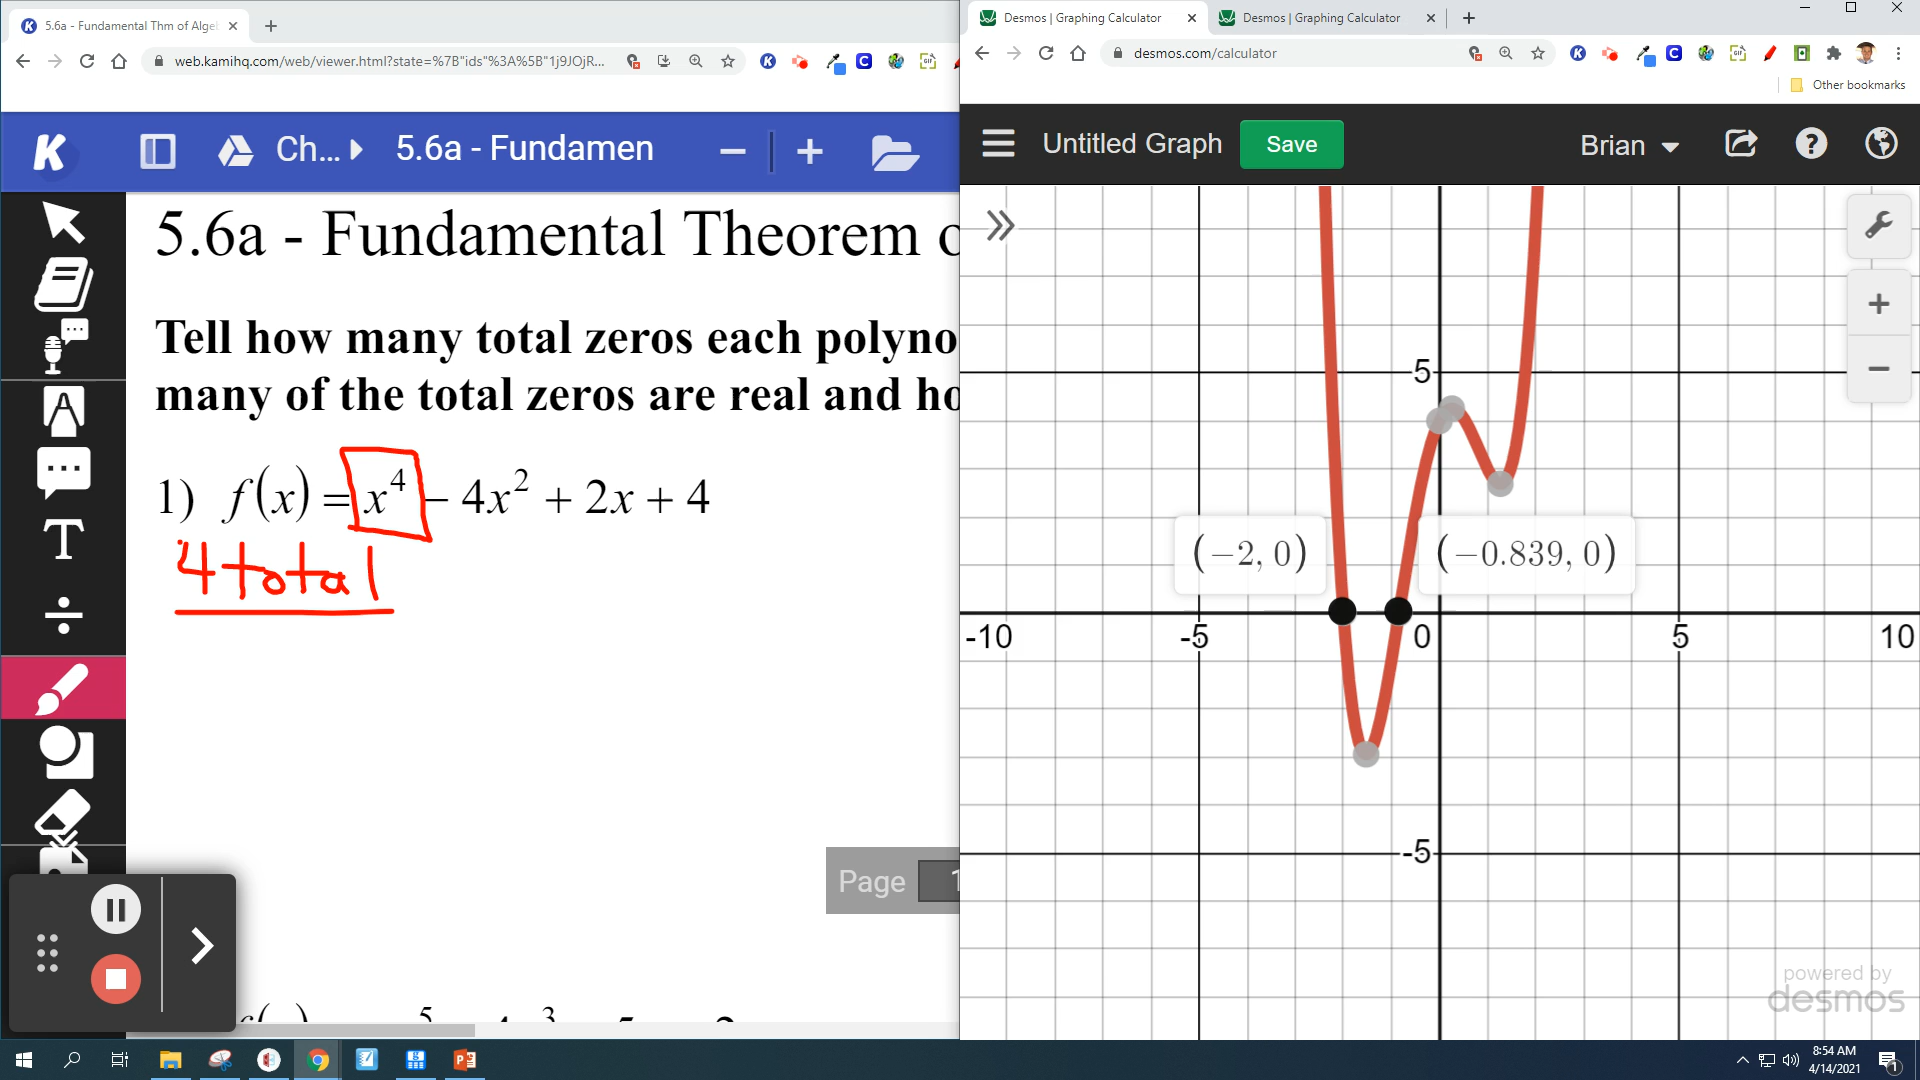 5.6a - Fundamental Thm of Alge
web.kamihq.com/web/viewer.html?state=%7B"ids"%3A%5B"1j9JOjR...
K
Ch...
5.6a - Fundamen
5.6a - Fundamental Theorem o
Tell how many total zeros each polyno
many of the total zeros are real and ho
1) f(x) = x⁴ − 4x² + 2x + 4
4 total
Page 1
Desmos | Graphing Calculator
Desmos | Graphing Calculator
desmos.com/calculator
Other bookmarks
Untitled Graph
Save
Brian
5
(−2, 0)
(−0.839, 0)
-10
-5
0
5
10
-5
powered by
desmos
8:54 AM
4/14/2021
1